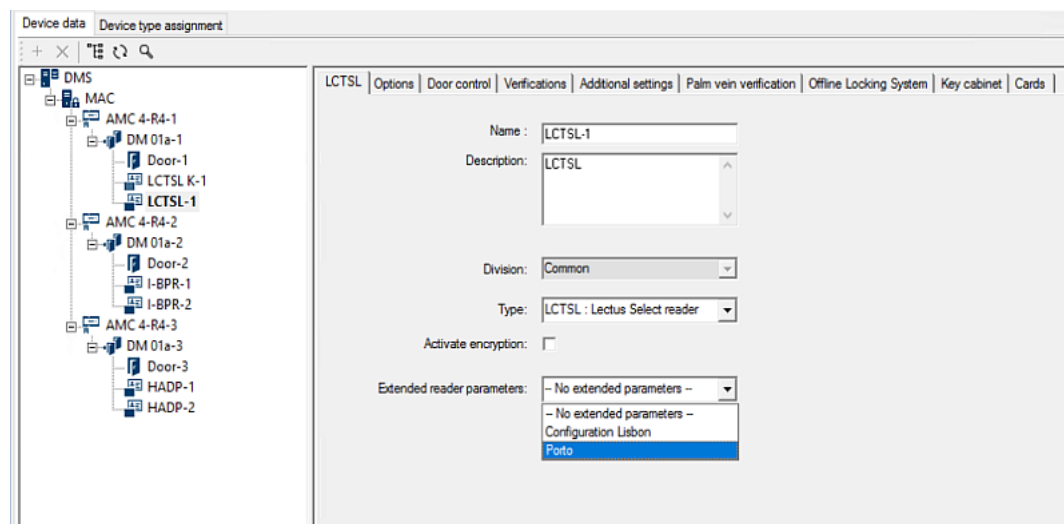 Device data Device type assignment
DMS
MAC
AMC 4-R4-1
DM 01a-1
Door-1
LCTSL K-1
LCTSL-1
AMC 4-R4-2
DM 01a-2
Door-2
I-BPR-1
I-BPR-2
AMC 4-R4-3
DM 01a-3
Door-3
HADP-1
HADP-2
LCTSL Options Door control Verifications Additional settings Palm vein verification Offline Locking System Key cabinet Cards
Name : LCTSL-1
Description: LCTSL
Division: Common
Type: LCTSL : Lectus Select reader
Activate encryption:
Extended reader parameters: -- No extended parameters --
-- No extended parameters --
Configuration Lisbon
Porto